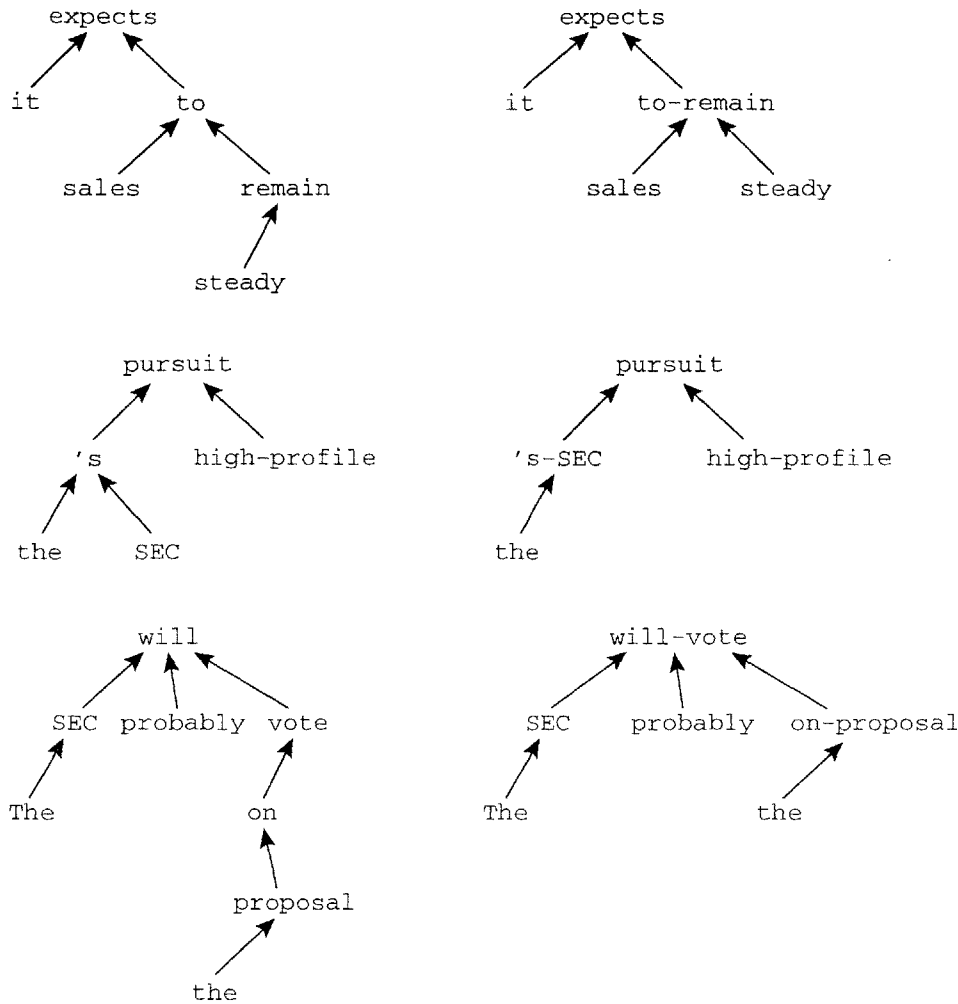 expects expects
it to it to-remain
sales remain sales steady
steady
pursuit pursuit
's high-profile 's-SEC high-profile
the SEC the
will will-vote
SEC probably vote SEC probably on-proposal
The on The the
proposal
the